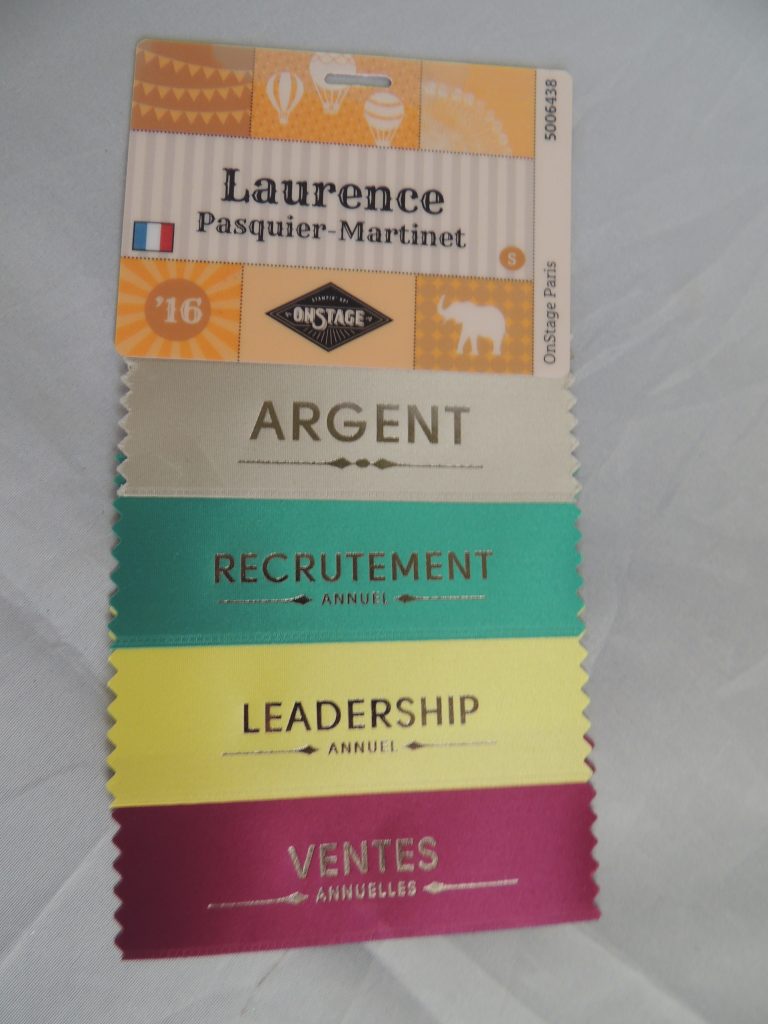 Laurence
Pasquier-Martinet
S
'16
STAMPIN' UP!
ONSTAGE
OnStage Paris
5006438
ARGENT
RECRUTEMENT
ANNUEL
LEADERSHIP
ANNUEL
VENTES
ANNUELLES